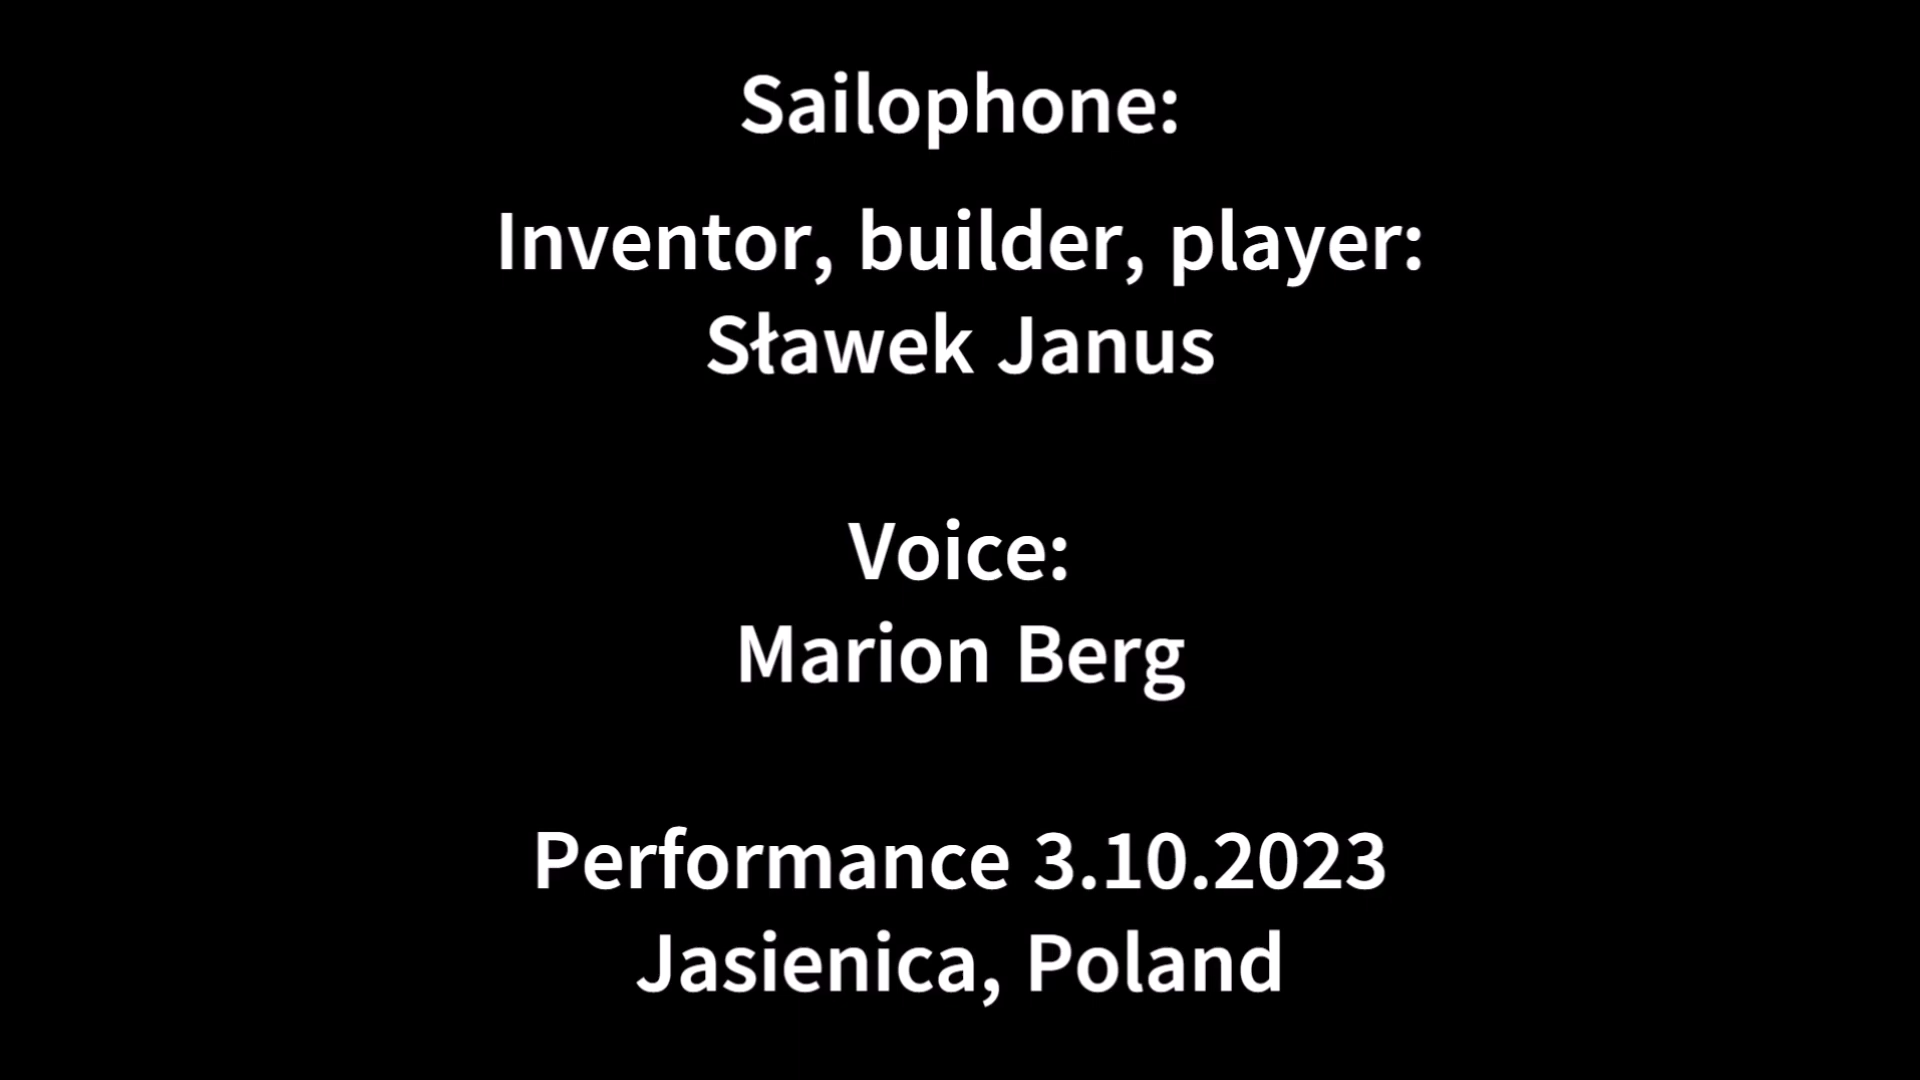 Sailophone:
Inventor, builder, player:
Sławek Janus
Voice:
Marion Berg
Performance 3.10.2023
Jasienica, Poland